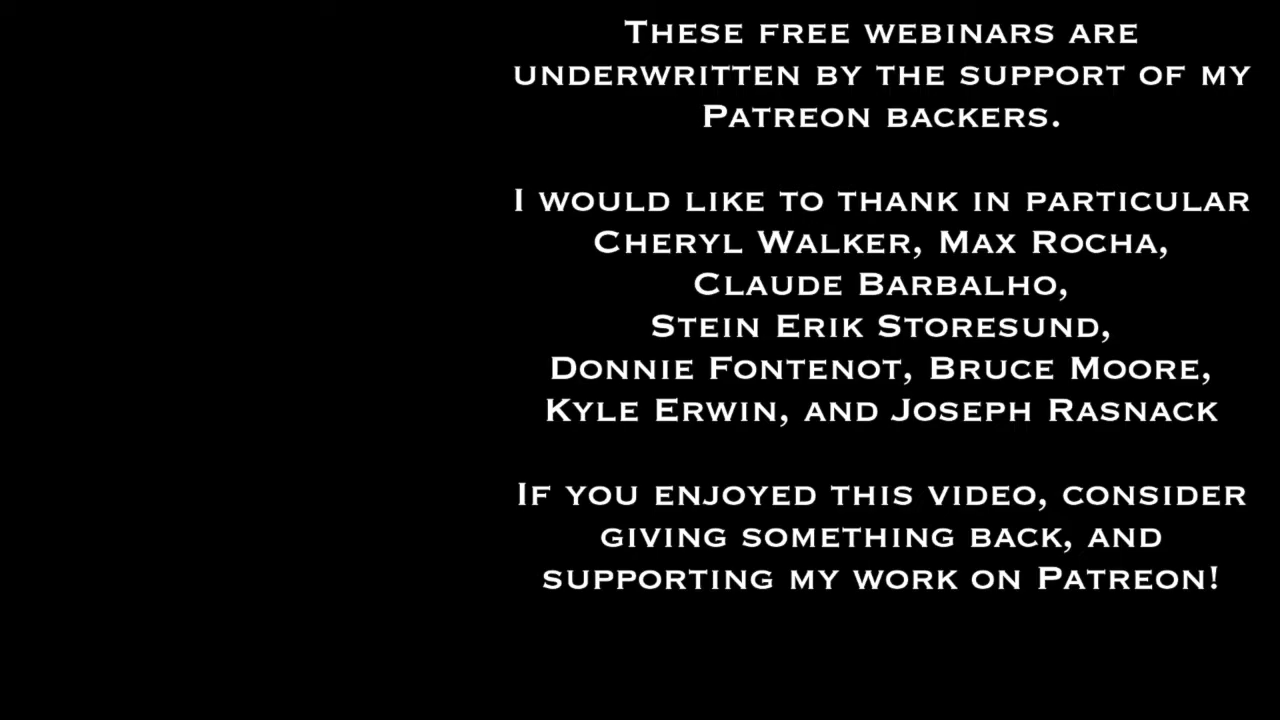 These free webinars are
underwritten by the support of my
Patreon backers.
I would like to thank in particular
Cheryl Walker, Max Rocha,
Claude Barbalho,
Stein Erik Storesund,
Donnie Fontenot, Bruce Moore,
Kyle Erwin, and Joseph Rasnack
If you enjoyed this video, consider
giving something back, and
supporting my work on Patreon!